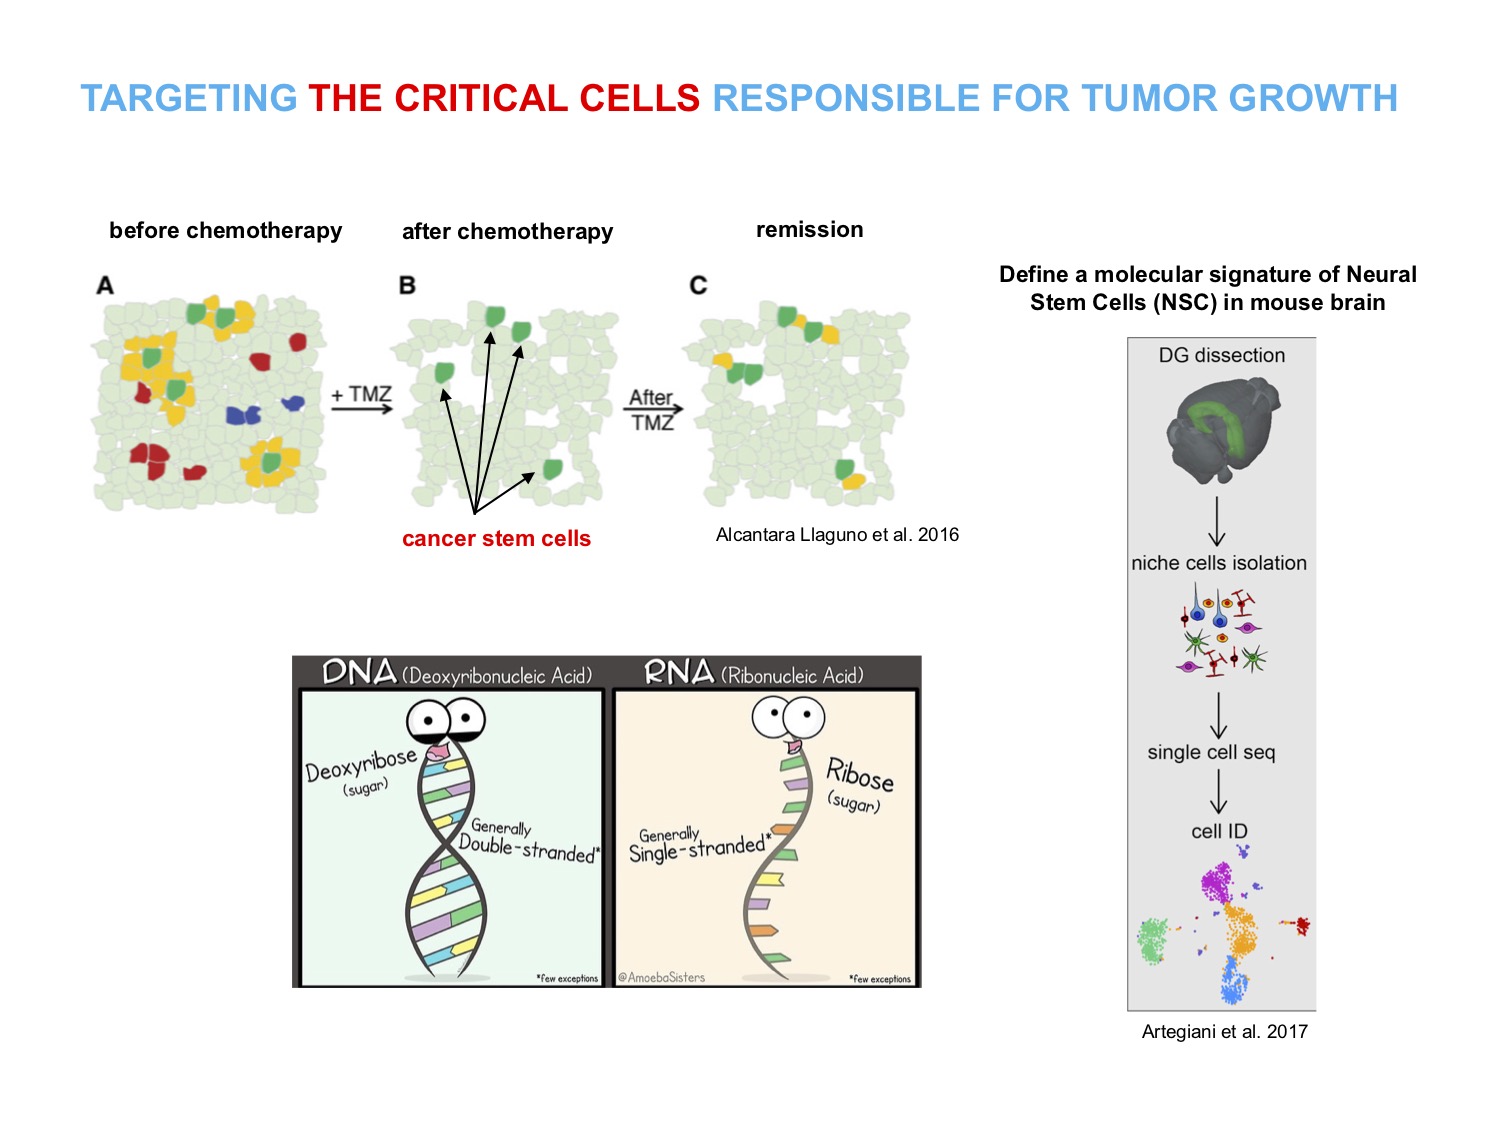 TARGETING THE CRITICAL CELLS RESPONSIBLE FOR TUMOR GROWTH
before chemotherapy
after chemotherapy
remission
A
B
C
+ TMZ
After
TMZ
cancer stem cells
Alcantara Llaguno et al. 2016
Define a molecular signature of Neural
Stem Cells (NSC) in mouse brain
DG dissection
niche cells isolation
single cell seq
cell ID
Artegiani et al. 2017
DNA (Deoxyribonucleic Acid)
Deoxyribose
(sugar)
Generally
Double-stranded*
*few exceptions
RNA (Ribonucleic Acid)
Ribose
(sugar)
Generally
Single-stranded*
@AmoebaSisters
*few exceptions